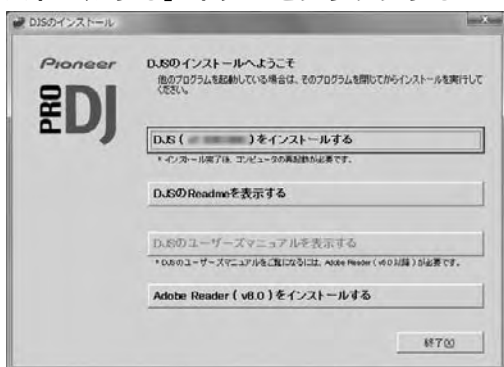 DJSのインストール
Pioneer
PRO
DJ
DJSのインストールへようこそ
他のプログラムを起動している場合は、そのプログラムを閉じてからインストールを実行して
ください。
DJS ( ) をインストールする
* インストール完了後、コンピュータの再起動が必要です。
DJSのReadmeを表示する
DJSのユーザーズマニュアルを表示する
* DJSのユーザーズマニュアルをご覧になるには、Adobe Reader ( v6.0 以降 ) が必要です。
Adobe Reader ( v8.0 ) をインストールする
終了(X)